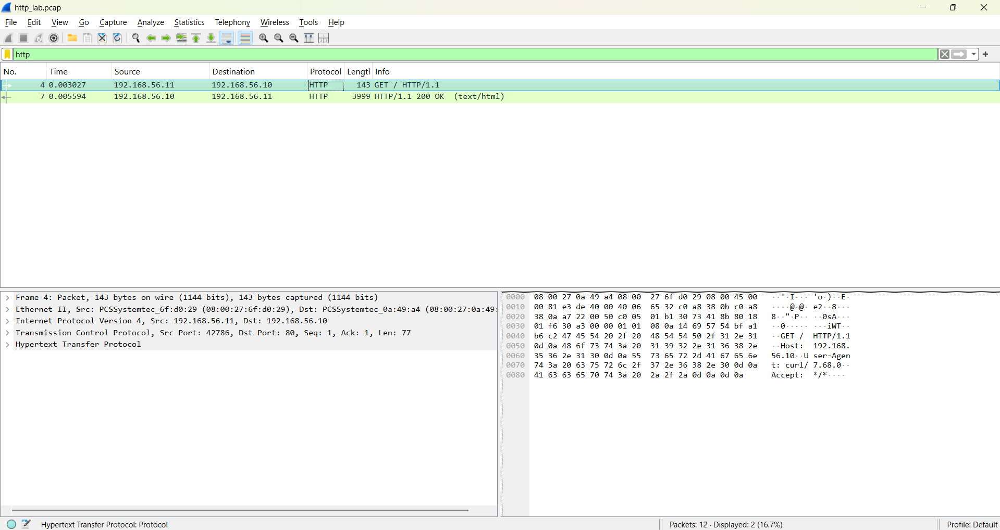 http_lab.pcap
File Edit View Go Capture Analyze Statistics Telephony Wireless Tools Help
http
No. Time Source Destination Protocol Lengtl Info
4 0.003027 192.168.56.11 192.168.56.10 HTTP 143 GET / HTTP/1.1
7 0.005594 192.168.56.10 192.168.56.11 HTTP 3999 HTTP/1.1 200 OK (text/html)
Frame 4: Packet, 143 bytes on wire (1144 bits), 143 bytes captured (1144 bits)
Ethernet II, Src: PCSSystemtec_6f:d0:29 (08:00:27:6f:d0:29), Dst: PCSSystemtec_0a:49:a4 (08:00:27:0a:49:
Internet Protocol Version 4, Src: 192.168.56.11, Dst: 192.168.56.10
Transmission Control Protocol, Src Port: 42786, Dst Port: 80, Seq: 1, Ack: 1, Len: 77
Hypertext Transfer Protocol
0000 08 00 27 0a 49 a4 08 00 27 6f d0 29 08 00 45 00 ··'·I··· 'o·)··E·
0010 00 81 e3 de 40 00 40 06 65 32 c0 a8 38 0b c0 a8 ····@·@· e2··8···
0020 38 0a a7 22 00 50 c0 05 01 b1 30 73 41 8b 80 18 8··"·P·· ··0sA···
0030 01 f6 30 a3 00 00 01 01 08 0a 14 69 57 54 bf a1 ··0····· ···iWT··
0040 b6 c2 47 45 54 20 2f 20 48 54 54 50 2f 31 2e 31 ··GET / HTTP/1.1
0050 0d 0a 48 6f 73 74 3a 20 31 39 32 2e 31 36 38 2e ··Host: 192.168.
0060 35 36 2e 31 30 0d 0a 55 73 65 72 2d 41 67 65 6e 56.10··U ser-Agen
0070 74 3a 20 63 75 72 6c 2f 37 2e 36 38 2e 30 0d 0a t: curl/ 7.68.0··
0080 41 63 63 65 70 74 3a 20 2a 2f 2a 0d 0a 0d 0a Accept: */*····
Hypertext Transfer Protocol: Protocol
Packets: 12 · Displayed: 2 (16.7%)
Profile: Default